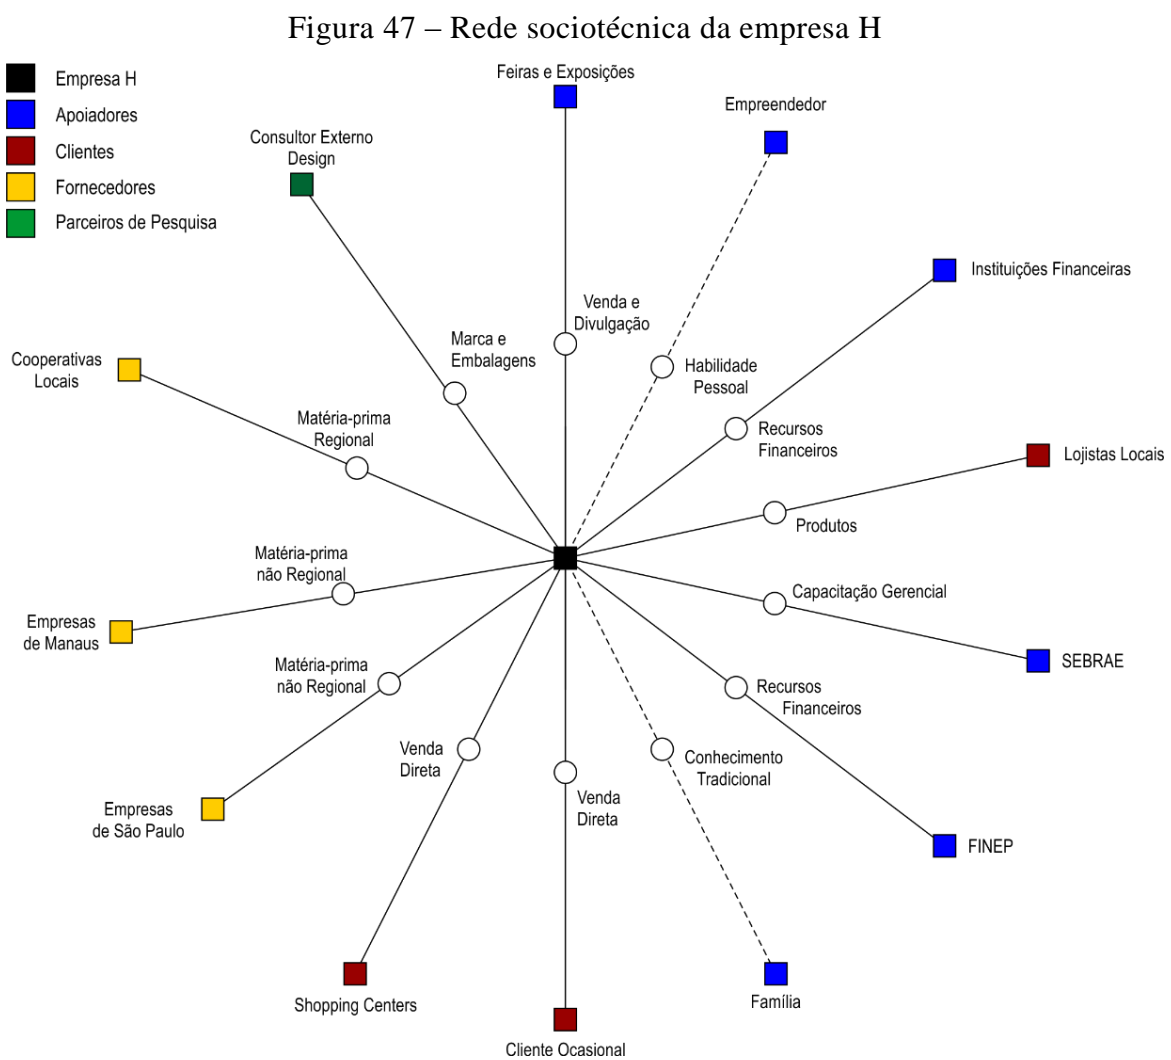 Figura 47 – Rede sociotécnica da empresa H
Empresa H
Apoiadores
Clientes
Fornecedores
Parceiros de Pesquisa
Feiras e Exposições
Empreendedor
Consultor Externo
Design
Instituições Financeiras
Venda e
Divulgação
Marca e
Embalagens
Cooperativas
Locais
Habilidade
Pessoal
Matéria-prima
Regional
Recursos
Financeiros
Lojistas Locais
Produtos
Matéria-prima
não Regional
Capacitação Gerencial
Empresas
de Manaus
SEBRAE
Matéria-prima
não Regional
Recursos
Financeiros
Venda
Direta
Conhecimento
Tradicional
Venda
Direta
Empresas
de São Paulo
FINEP
Shopping Centers
Família
Cliente Ocasional